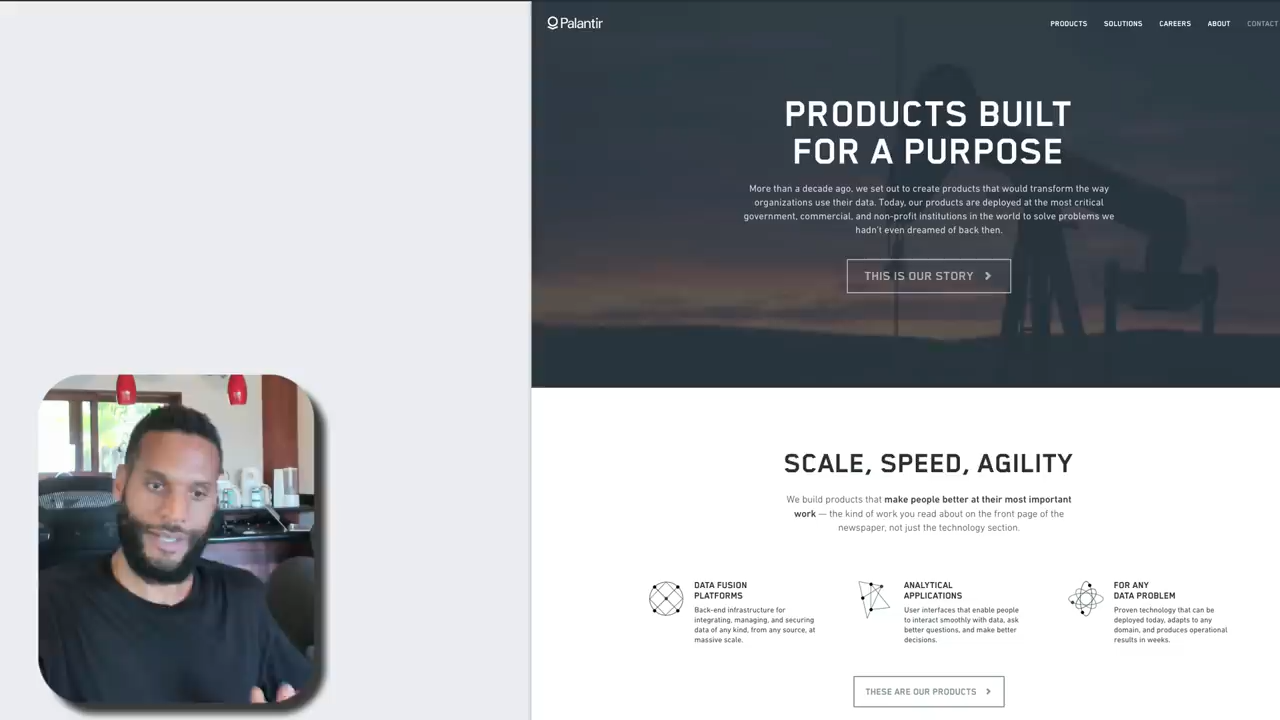 Palantir
PRODUCTS SOLUTIONS CAREERS ABOUT CONTACT
PRODUCTS BUILT
FOR A PURPOSE
More than a decade ago, we set out to create products that would transform the way
organizations use their data. Today, our products are deployed at the most critical
government, commercial, and non-profit institutions in the world to solve problems we
hadn't even dreamed of back then.
THIS IS OUR STORY
SCALE, SPEED, AGILITY
We build products that make people better at their most important
work — the kind of work you read about on the front page of the
newspaper, not just the technology section.
DATA FUSION
PLATFORMS
Back-end infrastructure for
integrating, managing, and securing
data of any kind, from any source, at
massive scale.
ANALYTICAL
APPLICATIONS
User interfaces that enable people
to interact smoothly with data, ask
better questions, and make better
decisions.
FOR ANY
DATA PROBLEM
Proven technology that can be
deployed today, adapts to any
domain, and produces operational
results in weeks.
THESE ARE OUR PRODUCTS